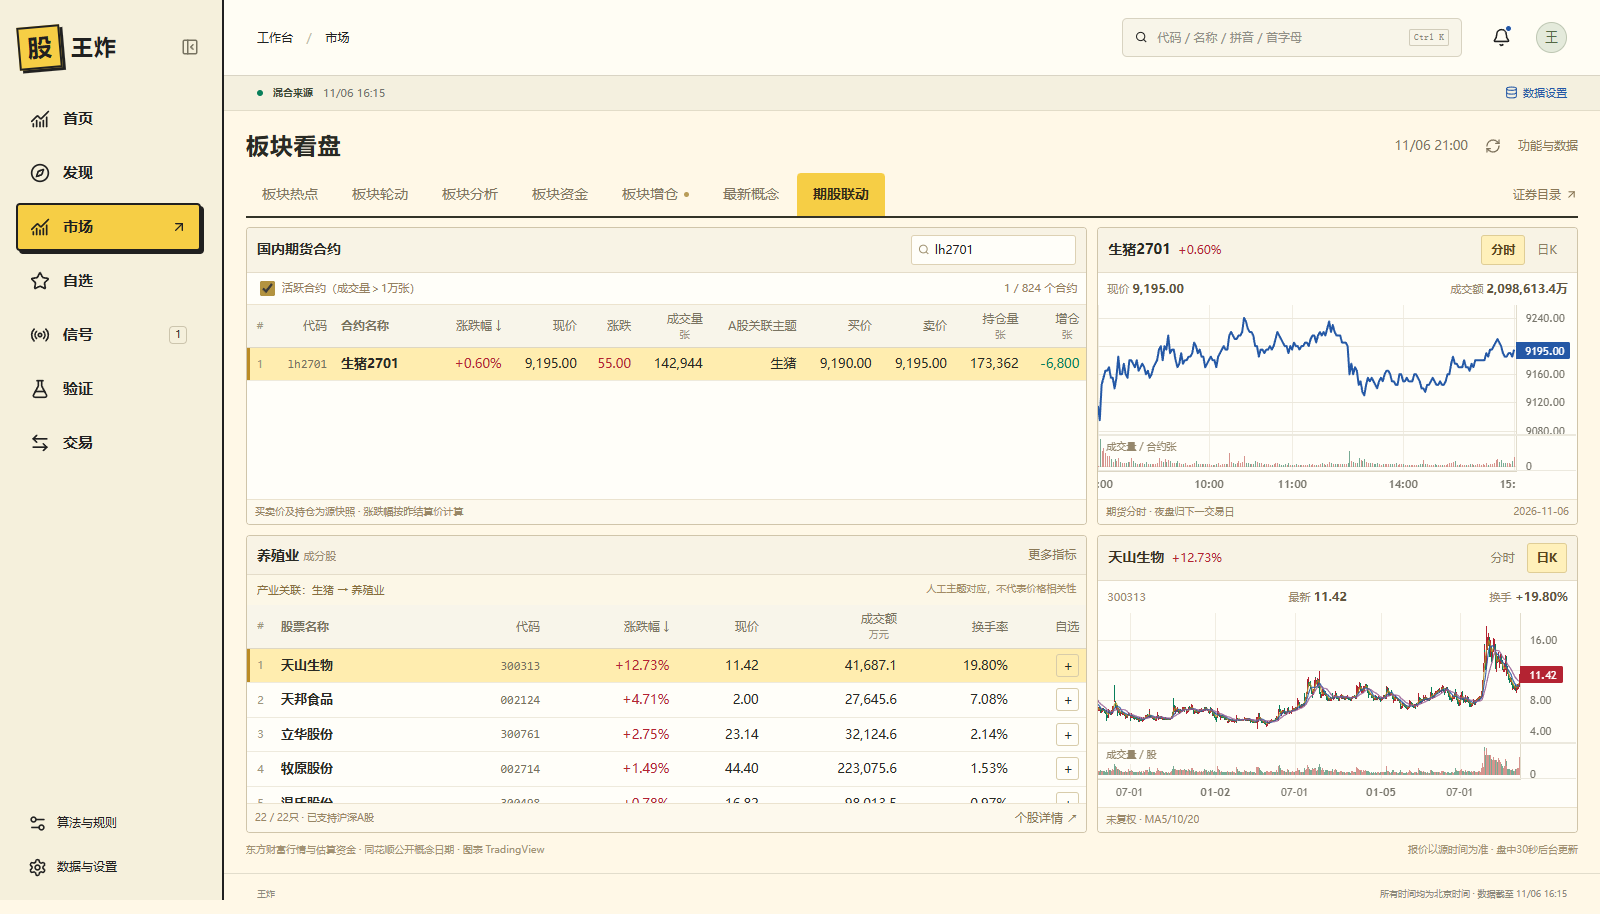 股 王炸
首页
发现
市场
自选
信号 1
验证
交易
算法与规则
数据与设置
工作台 / 市场
代码 / 名称 / 拼音 / 首字母 Ctrl K
王
混合来源 11/06 16:15
数据设置
板块看盘
11/06 21:00 功能与数据
板块热点 板块轮动 板块分析 板块资金 板块增仓 最新概念 期股联动
证券目录
国内期货合约
lh2701
活跃合约（成交量 > 1万张）
1 / 824 个合约
# 代码 合约名称 涨跌幅↓ 现价 涨跌 成交量 A股关联主题 买价 卖价 持仓量 增仓
张 张 张
1 lh2701 生猪2701 +0.60% 9,195.00 55.00 142,944 生猪 9,190.00 9,195.00 173,362 -6,800
买卖价及持仓为源快照 · 涨跌幅按昨结算价计算
生猪2701 +0.60%
分时 日K
现价 9,195.00 成交额 2,098,613.4万
9240.00
9195.00
9160.00
9120.00
9080.00
成交量 / 合约张
0
:00 10:00 11:00 14:00 15:
期货分时 · 夜盘归下一交易日 2026-11-06
养殖业 成分股
更多指标
产业关联：生猪 → 养殖业
人工主题对应，不代表价格相关性
# 股票名称 代码 涨跌幅↓ 现价 成交额 换手率 自选
万元
1 天山生物 300313 +12.73% 11.42 41,687.1 19.80% +
2 天邦食品 002124 +4.71% 2.00 27,645.6 7.08% +
3 立华股份 300761 +2.75% 23.14 32,124.6 2.14% +
4 牧原股份 002714 +1.49% 44.40 223,075.6 1.53% +
5 温氏股份 300498 +0.78% 16.82 98,013.5 0.97% +
22 / 22只 · 已支持沪深A股
个股详情 ↗
天山生物 +12.73%
分时 日K
300313 最新 11.42 换手 +19.80%
16.00
11.42
8.00
4.00
成交量 / 股
0
07-01 01-02 07-01 01-05 07-01
未复权 · MA5/10/20
东方财富行情与估算资金 · 同花顺公开概念日期 · 图表 TradingView
报价以源时间为准 · 盘中30秒后台更新
王炸
所有时间均为北京时间 · 数据截至 11/06 16:15